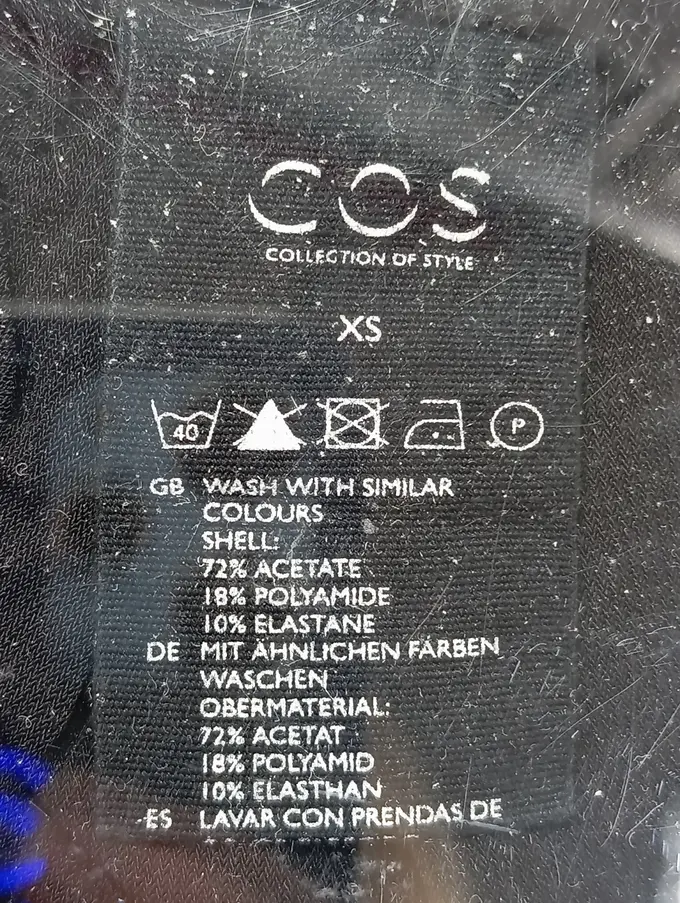 COS
COLLECTION OF STYLE
XS
40 P
GB WASH WITH SIMILAR
COLOURS
SHELL:
72% ACETATE
18% POLYAMIDE
10% ELASTANE
DE MIT ÄHNLICHEN FARBEN
WASCHEN
OBERMATERIAL:
72% ACETAT
18% POLYAMID
10% ELASTHAN
ES LAVAR CON PRENDAS DE